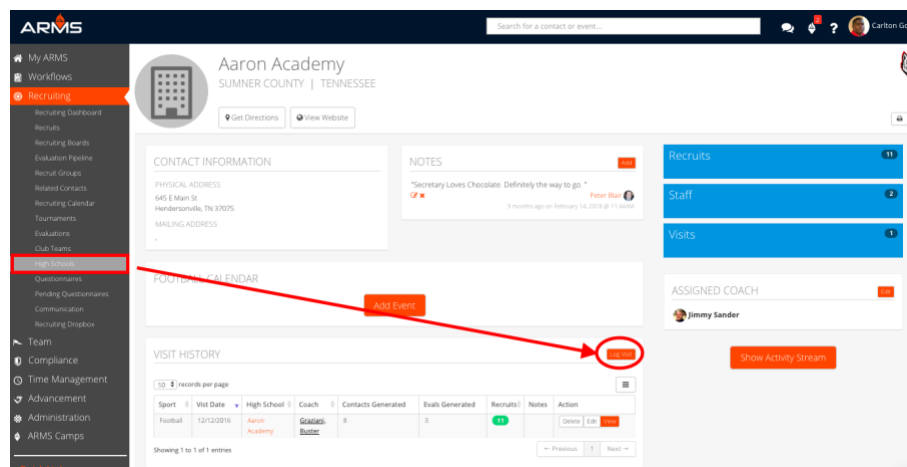 ARMS
Search for a contact or event...
2
?
Carlton Go
My ARMS
Workflows
Recruiting
Recruiting Dashboard
Recruits
Recruiting Boards
Evaluation Pipeline
Recruit Groups
Related Contacts
Recruiting Calendar
Tournaments
Evaluations
Club Teams
High Schools
Questionnaires
Pending Questionnaires
Communication
Recruiting Dropbox
Team
Compliance
Time Management
Advancement
Administration
ARMS Camps
Aaron Academy
SUMNER COUNTY | TENNESSEE
Get Directions
View Website
CONTACT INFORMATION
PHYSICAL ADDRESS
645 E Main St
Hendersonville, TN 37075
MAILING ADDRESS
,
NOTES
Add
"Secretary Loves Chocolate. Definitely the way to go. "
Peter Blair
9 months ago on February 14, 2018 @ 11:44AM
Recruits 11
Staff 2
Visits 1
FOOTBALL CALENDAR
Add Event
ASSIGNED COACH
Edit
Jimmy Sander
Show Activity Stream
VISIT HISTORY
Log Visit
50 records per page
Sport Visit Date High School Coach Contacts Generated Evals Generated Recruits Notes Action
Football 12/12/2016 Aaron Academy Graziani, Buster 8 3 11 Delete Edit View
Showing 1 to 1 of 1 entries
← Previous 1 Next →